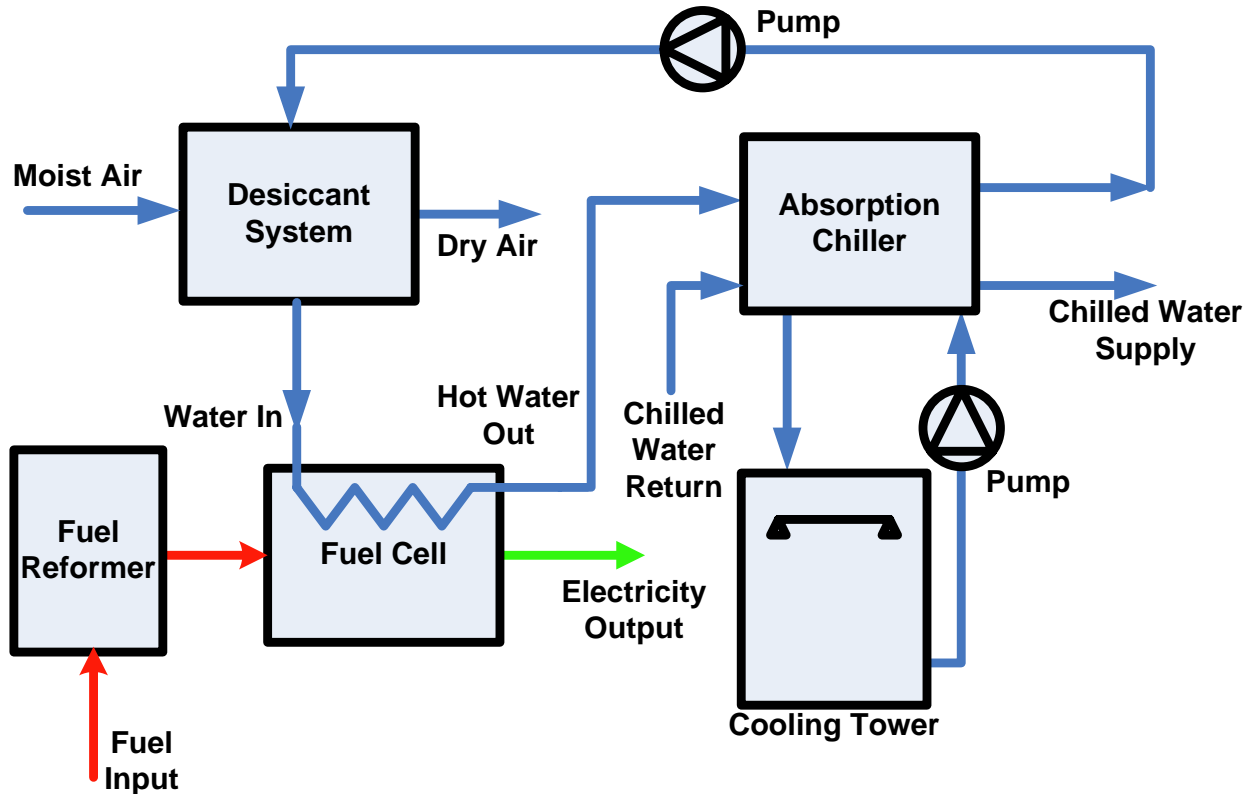 Pump
Moist Air
Desiccant
System
Dry Air
Absorption
Chiller
Chilled Water
Supply
Water In
Hot Water
Out
Chilled
Water
Return
Pump
Fuel
Reformer
Fuel Cell
Electricity
Output
Cooling Tower
Fuel
Input